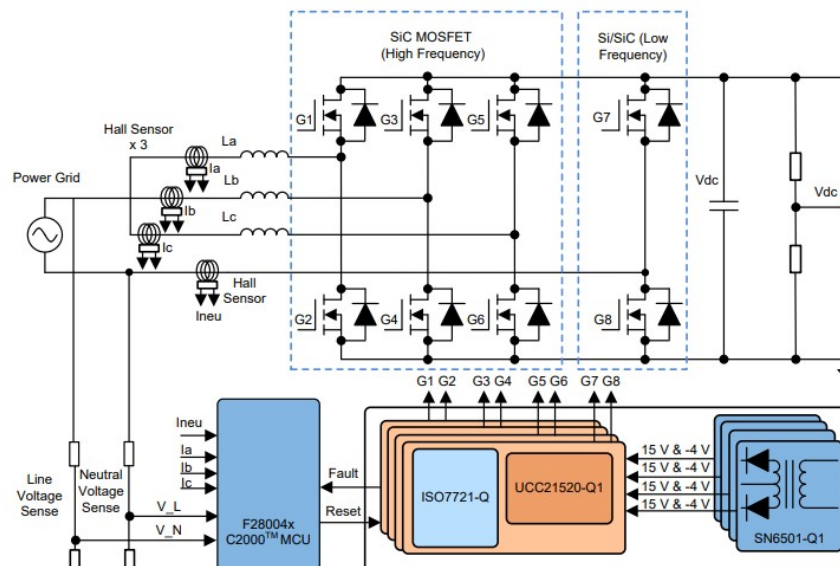 SiC MOSFET
(High Frequency)
Si/SiC (Low
Frequency)
G1
G3
G5
G7
Hall Sensor
x 3
La
Ia
Power Grid
Lb
Ib
Lc
Ic
Vdc
Vdc
Hall
Sensor
Ineu
G2
G4
G6
G8
G1 G2
G3 G4
G5 G6
G7 G8
Ineu
Ia
Ib
Ic
Fault
Reset
ISO7721-Q
UCC21520-Q1
15 V & -4 V
15 V & -4 V
15 V & -4 V
15 V & -4 V
SN6501-Q1
Line
Voltage
Sense
Neutral
Voltage
Sense
V_L
V_N
F28004x
C2000™ MCU